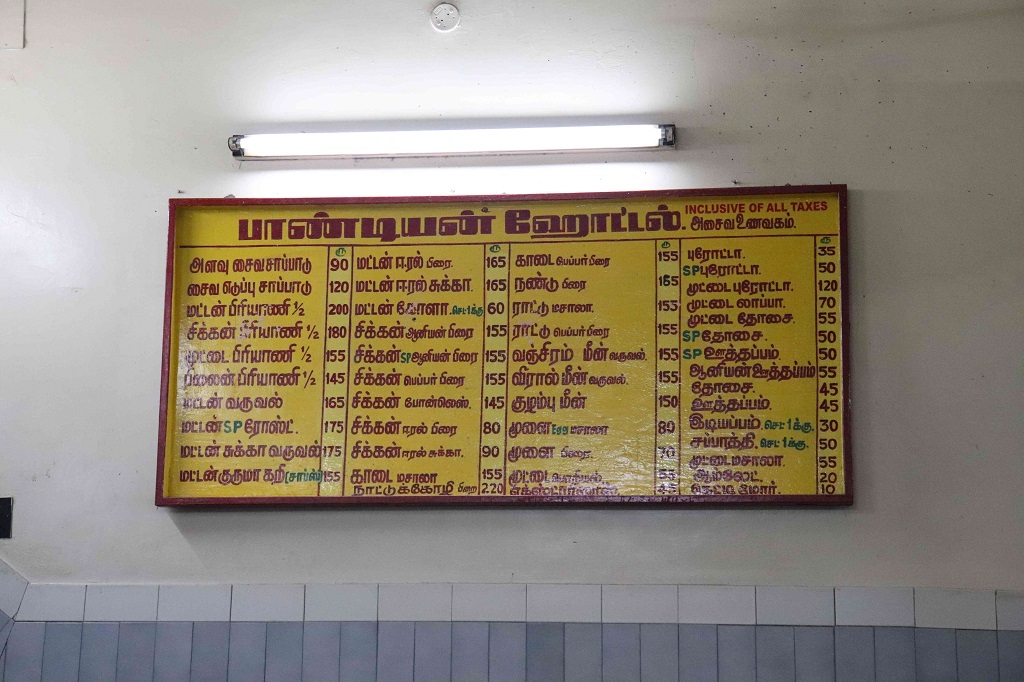 பாண்டியன் ஹோட்டல். INCLUSIVE OF ALL TAXES
அசைவ உணவகம்.
ரூ
அளவு சைவசாப்பாடு 90
சைவ எடுப்பு சாப்பாடு 120
மட்டன் பிரியாணி ½ 200
சிக்கன் பிரியாணி ½ 180
முட்டை பிரியாணி ½ 155
பிலைன் பிரியாணி ½ 145
மட்டன் வருவல் 165
மட்டன் SP ரோஸ்ட். 175
மட்டன் சுக்கா வருவல் 175
மட்டன் குருமா கறி (சாப்ஸ்) 155
ரூ
மட்டன் ஈரல் பிரை. 165
மட்டன் ஈரல் சுக்கா. 165
மட்டன் கோளா. செட் 1க்கு 60
சிக்கன் ஆனியன் பிரை 155
சிக்கன் SP ஆனியன் பிரை 155
சிக்கன் பெப்பர் பிரை 155
சிக்கன் போன்லெஸ். 145
சிக்கன் ஈரல் பிரை 80
சிக்கன் ஈரல் சுக்கா. 90
காடை மசாலா 155
நாட்டுக்கோழி பிறை 220
ரூ
காடை பெப்பர் பிரை 155
நண்டு பிரை 165
ராட்டு மசாலா. 155
ராட்டு பெப்பர் பிரை 155
வஞ்சிரம் மீன் வருவல். 155
விரால் மீன் வருவல். 155
குழம்பு மீன் 150
முளை Egg மசாலா 80
முளை பிரை. 70
முட்டை
ரூ
புரோட்டா. 35
SP புரோட்டா. 50
முட்டை புரோட்டா. 120
முட்டை லாப்பா. 70
முட்டை தோசை. 55
SP தோசை. 50
SP ஊத்தப்பம். 50
ஆனியன் ஊத்தப்பம் 55
தோசை. 45
ஊத்தப்பம். 45
இடியப்பம். செட் 1க்கு. 30
சப்பாத்தி. செட் 1க்கு. 50
முட்டை மசாலா. 55
ஆம்லேட். 20
கெட்டி மோர். 10